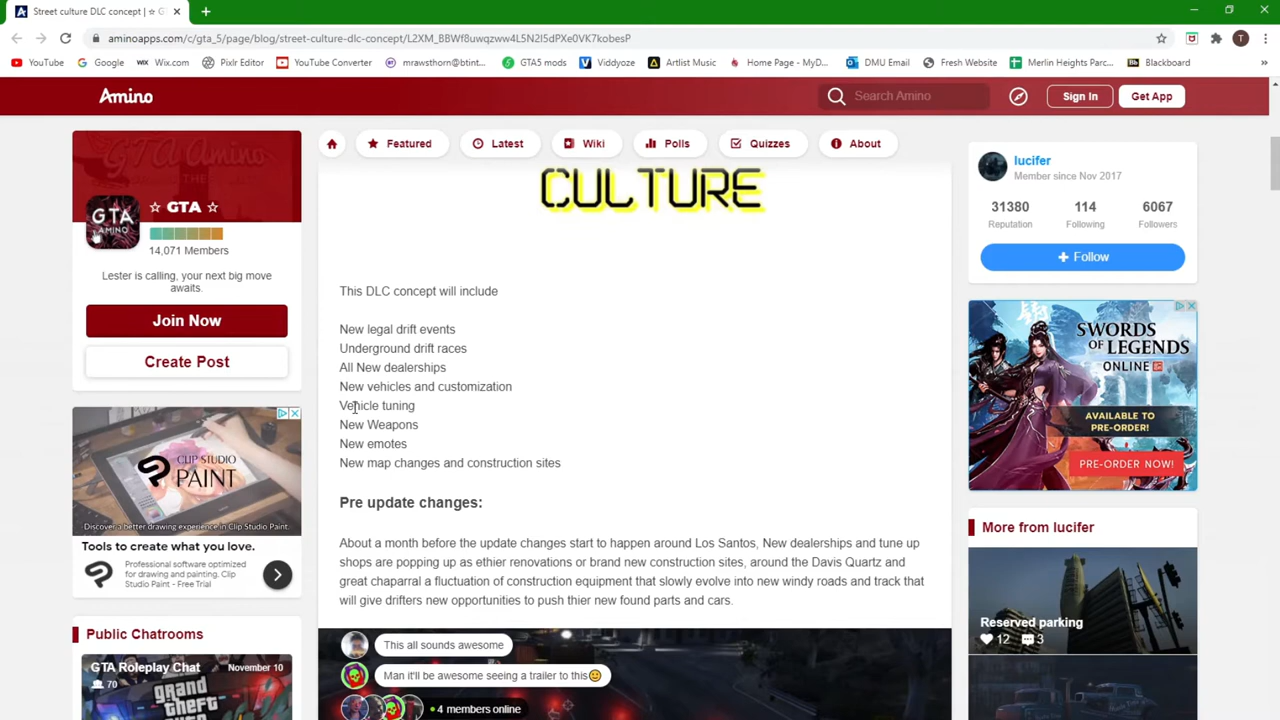 Street culture DLC concept | ☆ G
aminoapps.com/c/gta_5/page/blog/street-culture-dlc-concept/L2XM_BBWf8uwqzww4L5N2I5dPXe0VK7kobesP
T
YouTube
Google
WIX Wix.com
Pixlr Editor
YouTube Converter
mrawsthorn@btint...
GTA5 mods
Viddyoze
Artlist Music
Home Page - MyD...
DMU Email
Fresh Website
Merlin Heights Parc...
Bb Blackboard
Amino
Search Amino
Sign In
Get App
Featured
Latest
Wiki
Polls
Quizzes
About
GTA AMINO
☆ GTA ☆
14,071 Members
Lester is calling, your next big move
awaits.
Join Now
Create Post
CLIP STUDIO
PAINT
Discover a better drawing experience in Clip Studio Paint.
Tools to create what you love.
Professional software optimized
for drawing and painting. Clip
Studio Paint - Free Trial
Public Chatrooms
GTA Roleplay Chat
November 10
70
GRAND
CULTURE
This DLC concept will include
New legal drift events
Underground drift races
All New dealerships
New vehicles and customization
Vehicle tuning
New Weapons
New emotes
New map changes and construction sites
Pre update changes:
About a month before the update changes start to happen around Los Santos, New dealerships and tune up
shops are popping up as ethier renovations or brand new construction sites, around the Davis Quartz and
great chaparral a fluctuation of construction equipment that slowly evolve into new windy roads and track that
will give drifters new opportunities to push thier new found parts and cars.
This all sounds awesome
Man it'll be awesome seeing a trailer to this
4 members online
lucifer
Member since Nov 2017
31380
114
6067
Reputation
Following
Followers
+ Follow
SWORDS
OF LEGENDS
ONLINE
AVAILABLE TO
PRE-ORDER!
PRE-ORDER NOW!
More from lucifer
Reserved parking
12
3